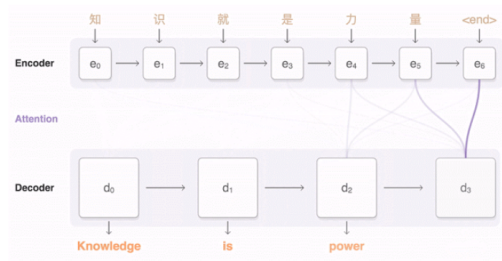 知 识 就 是 力 量 <end>
Encoder e₀ e₁ e₂ e₃ e₄ e₅ e₆
Attention
Decoder d₀ d₁ d₂ d₃
Knowledge is power